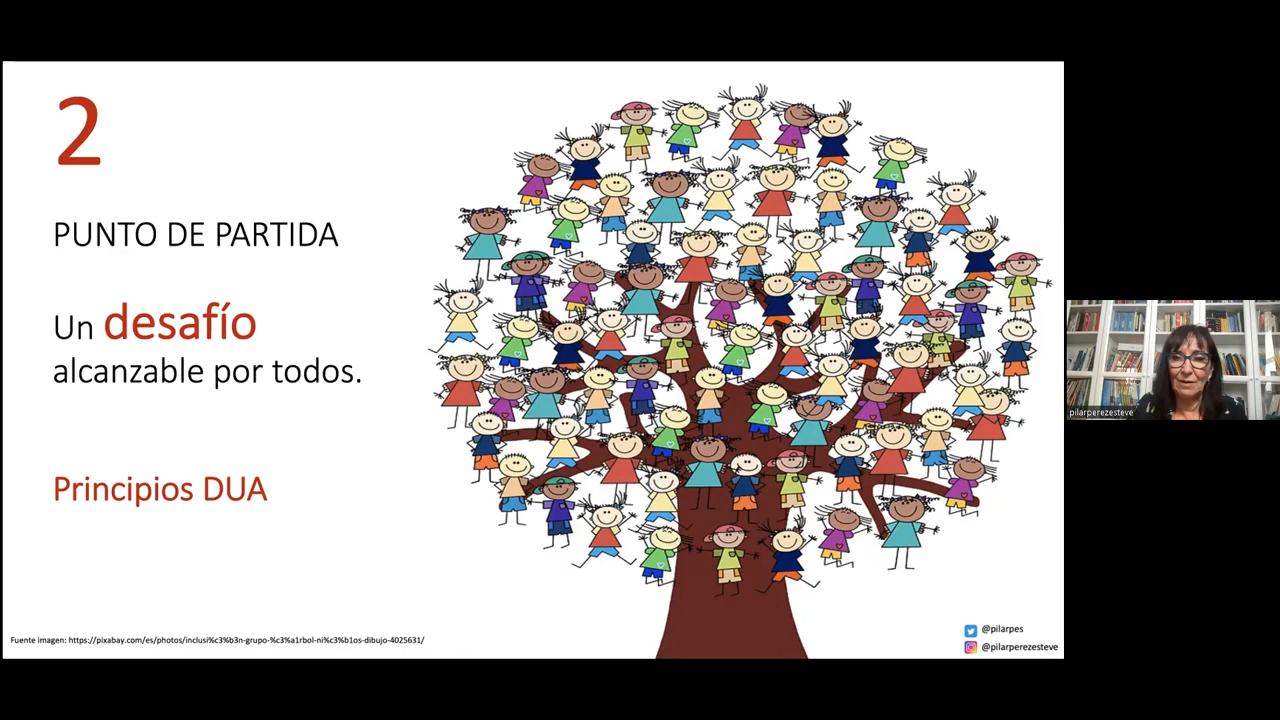 2
PUNTO DE PARTIDA
Un desafío
alcanzable por todos.
Principios DUA
Fuente imagen: https://pixabay.com/es/photos/inclusi%c3%b3n-grupo-%c3%a1rbol-ni%c3%b1os-dibujo-4025631/
@pilarpes
@pilarperezesteve
pilarperezesteve